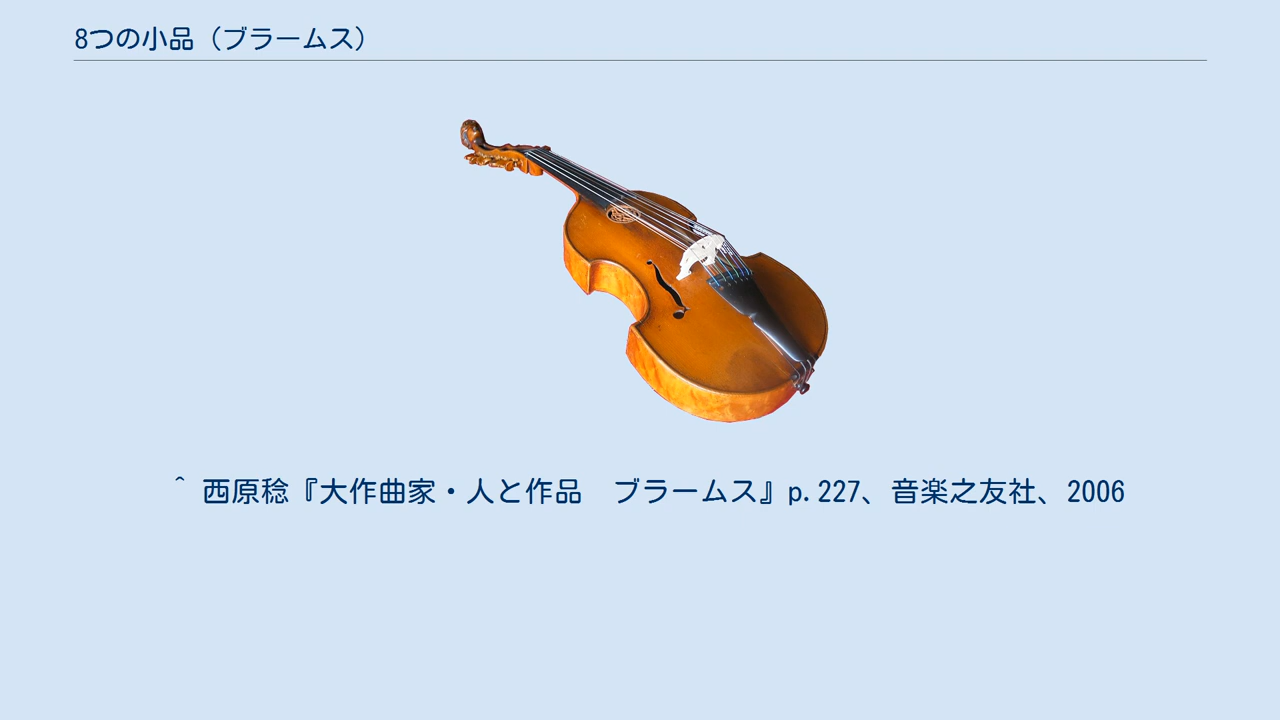 8つの小品（ブラームス）
^ 西原稔『大作曲家・人と作品　ブラームス』p.227、音楽之友社、2006